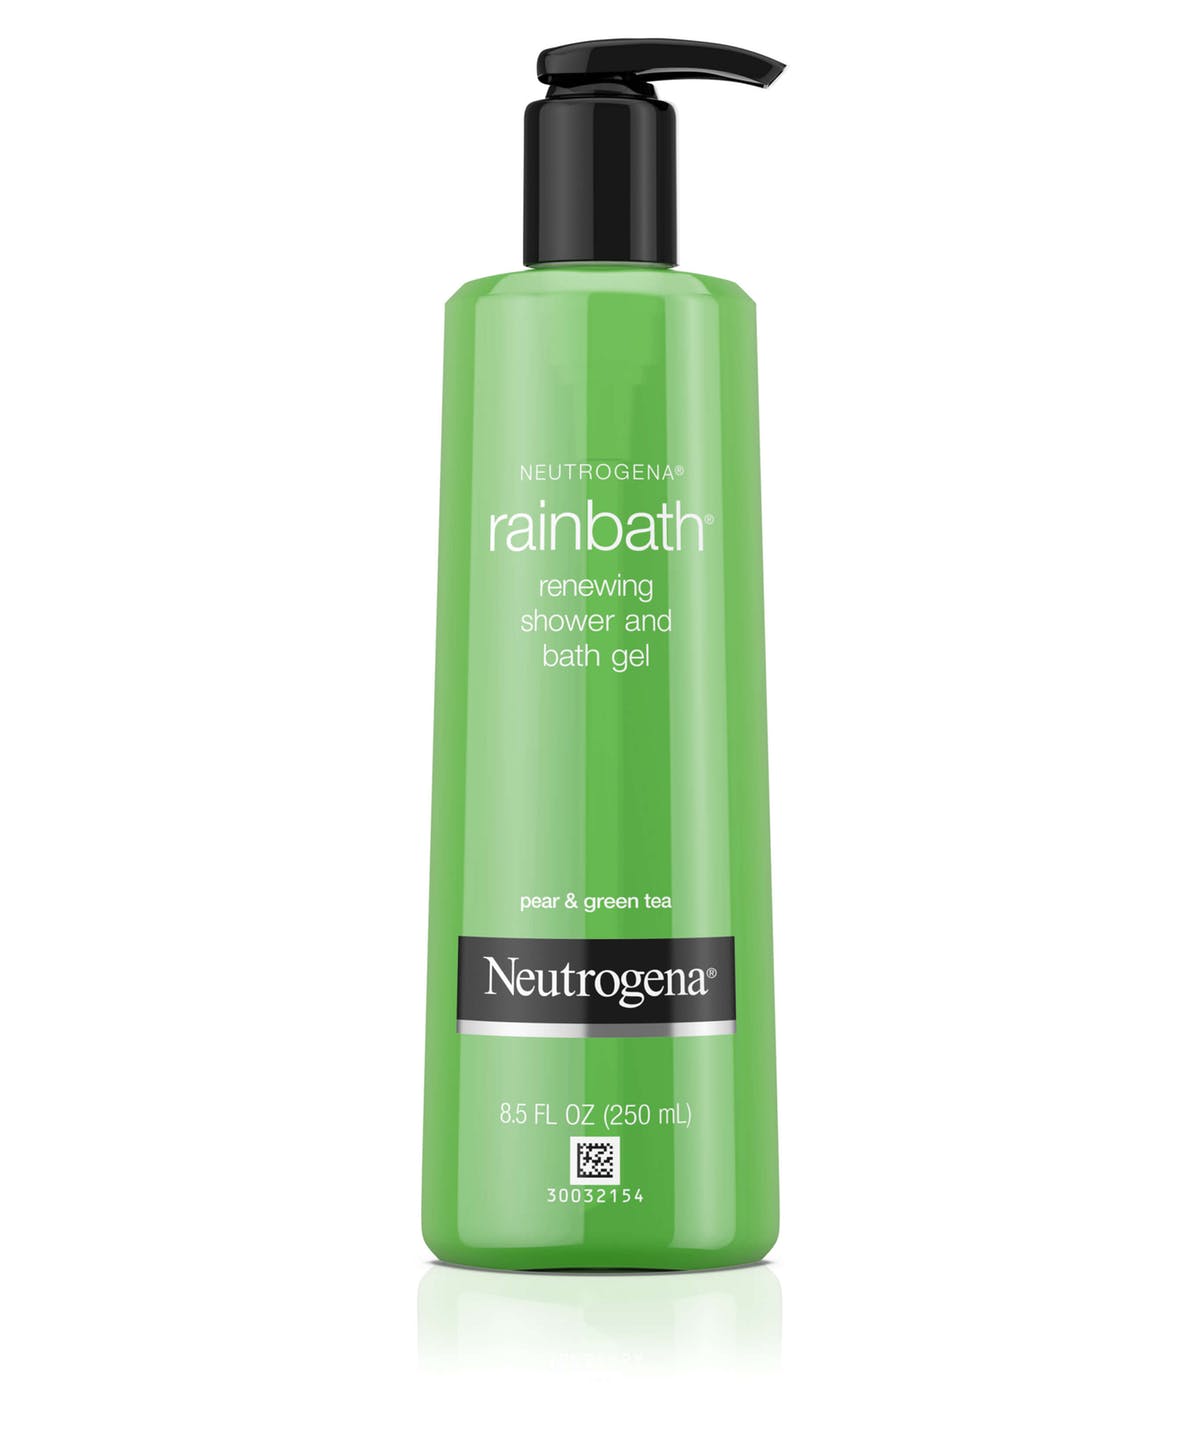 NEUTROGENA®
rainbath®
renewing
shower and
bath gel
pear & green tea
Neutrogena®
8.5 FL OZ (250 mL)
30032154